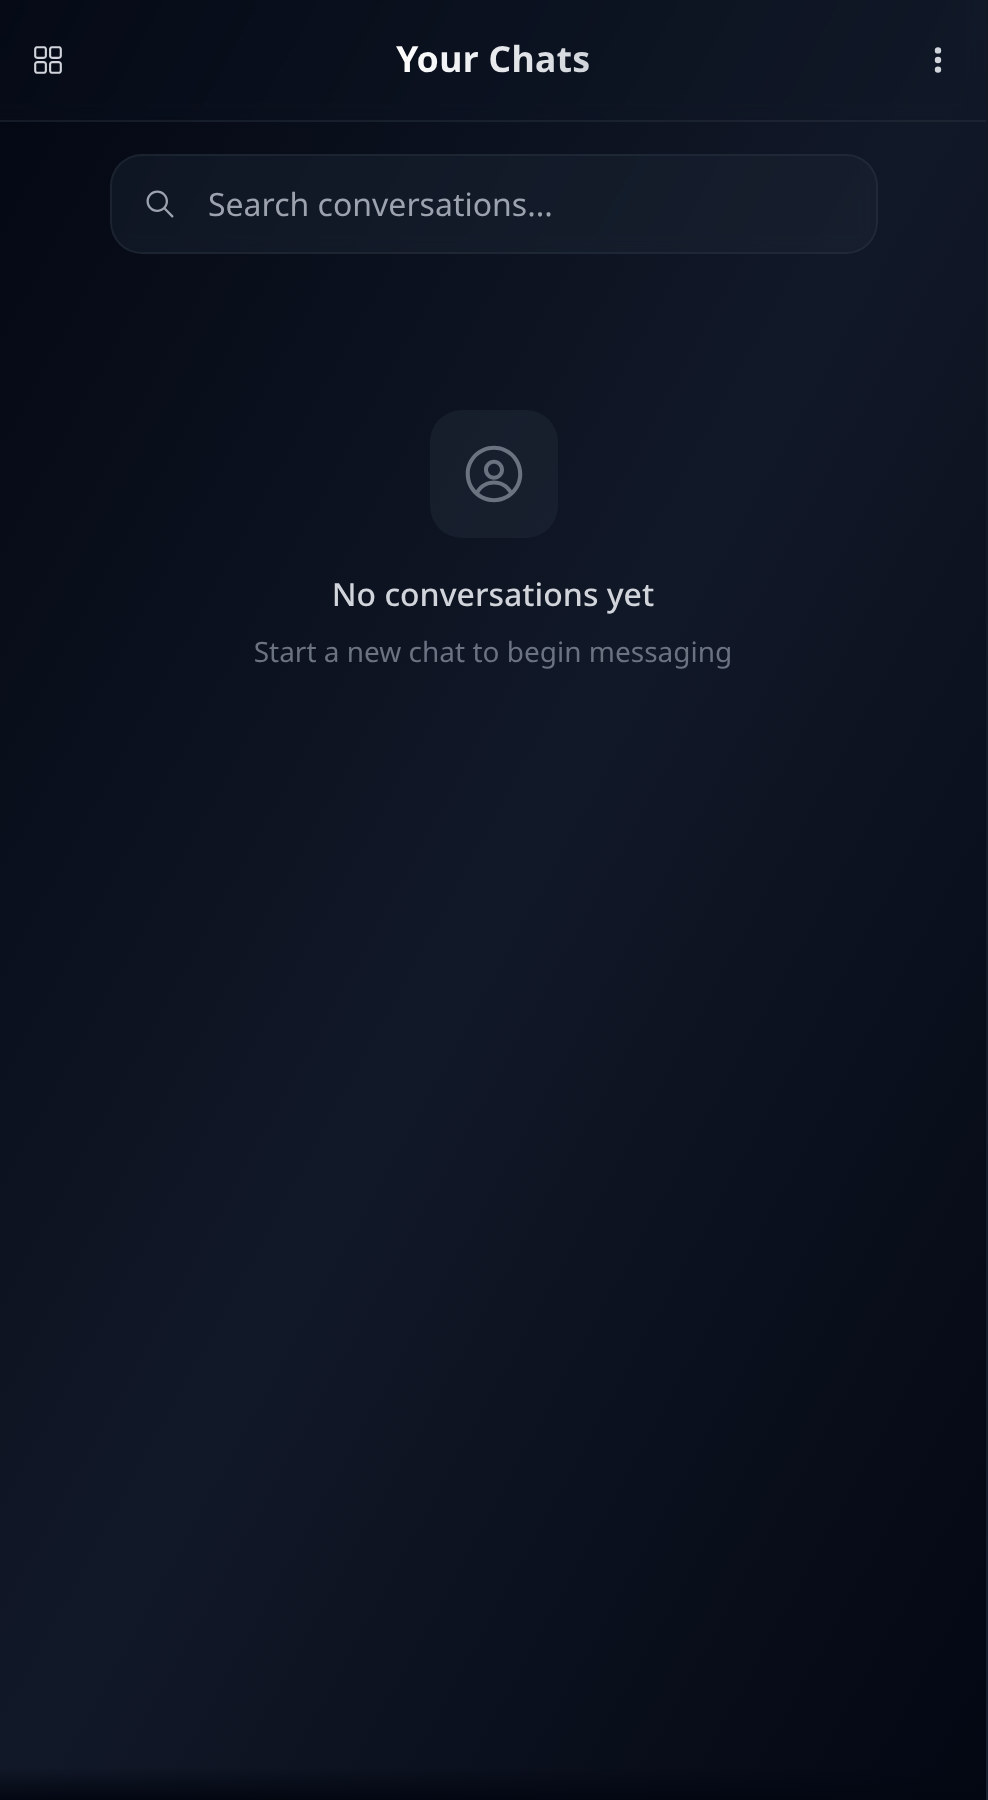 Your Chats
Search conversations...
No conversations yet
Start a new chat to begin messaging